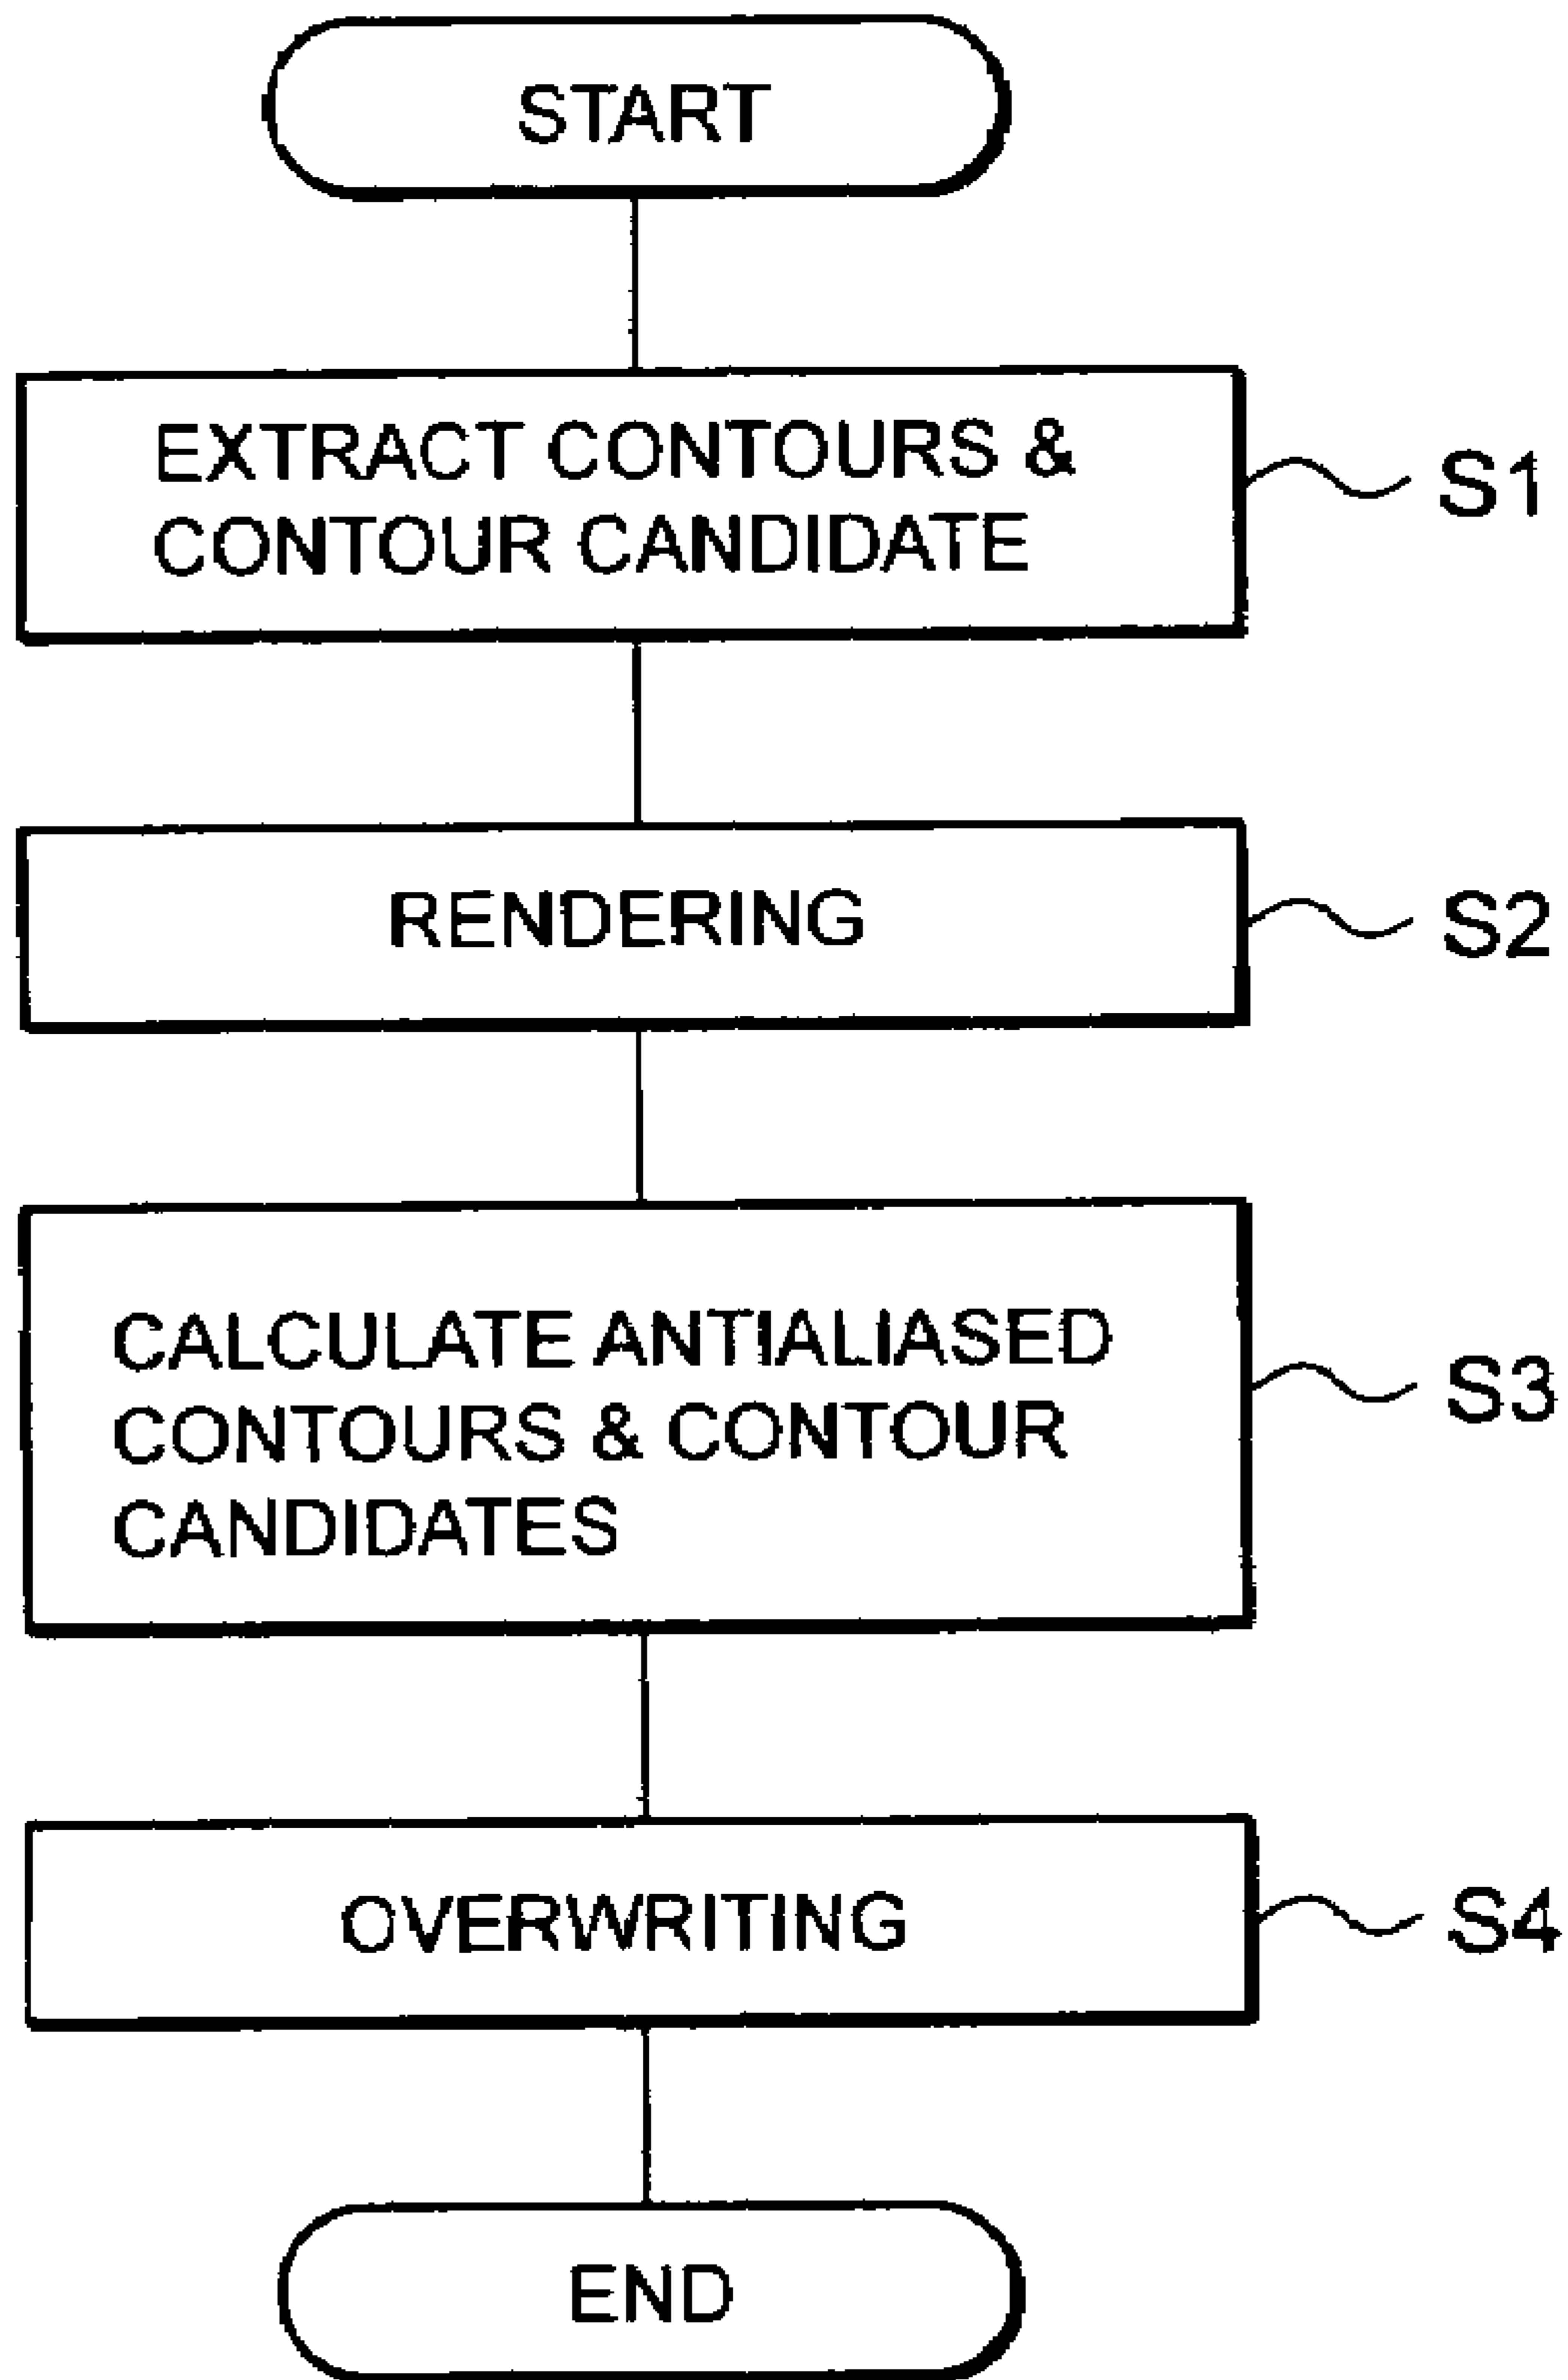 START
EXTRACT CONTOURS &
CONTOUR CANDIDATE
S1
RENDERING
S2
CALCULATE ANTIALIASED
CONTOURS & CONTOUR
CANDIDATES
S3
OVERWRITING
S4
END